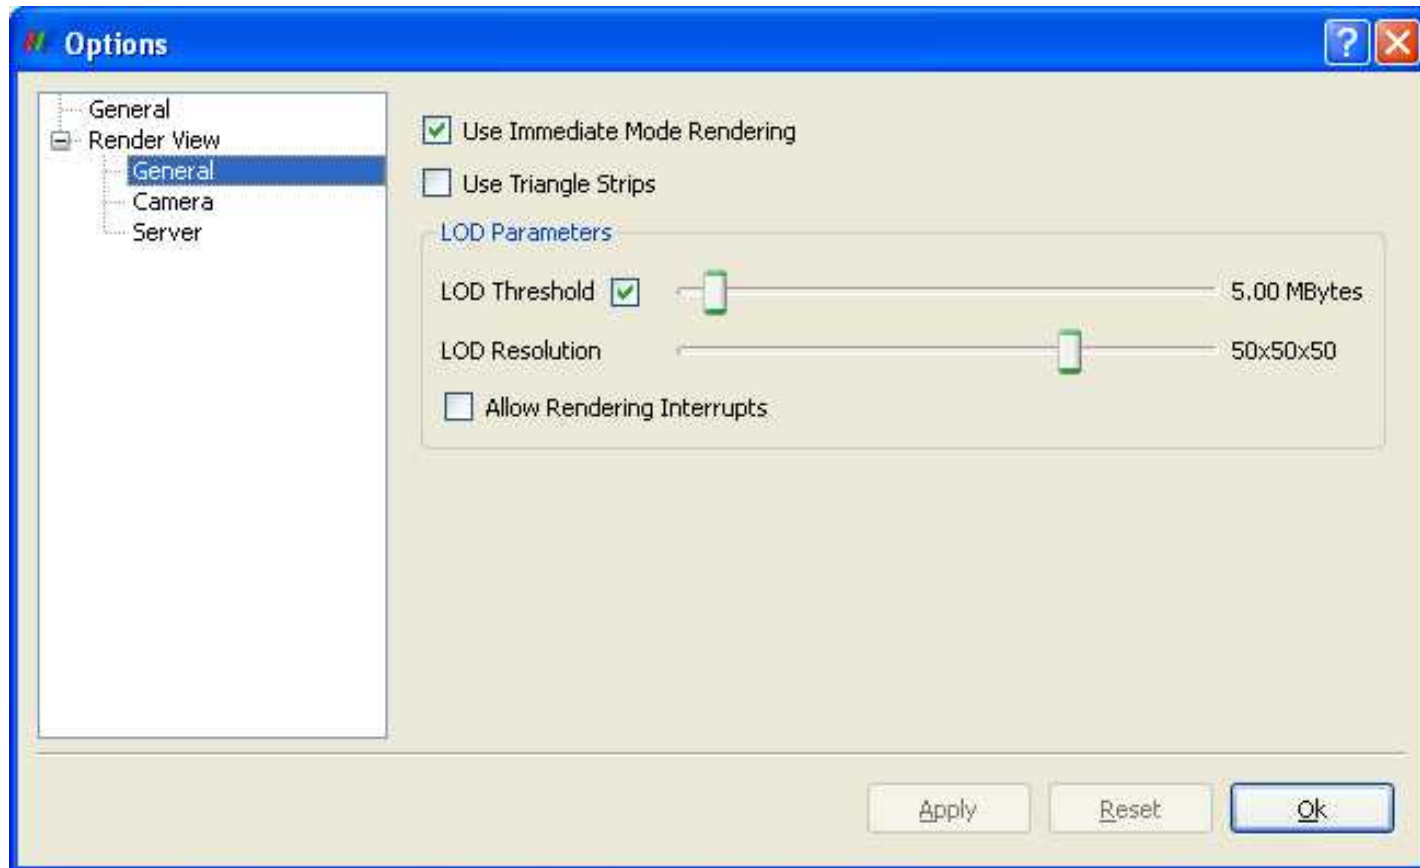 Options
General
Render View
General
Camera
Server
Use Immediate Mode Rendering
Use Triangle Strips
LOD Parameters
LOD Threshold 5.00 MBytes
LOD Resolution 50x50x50
Allow Rendering Interrupts
Apply Reset Ok